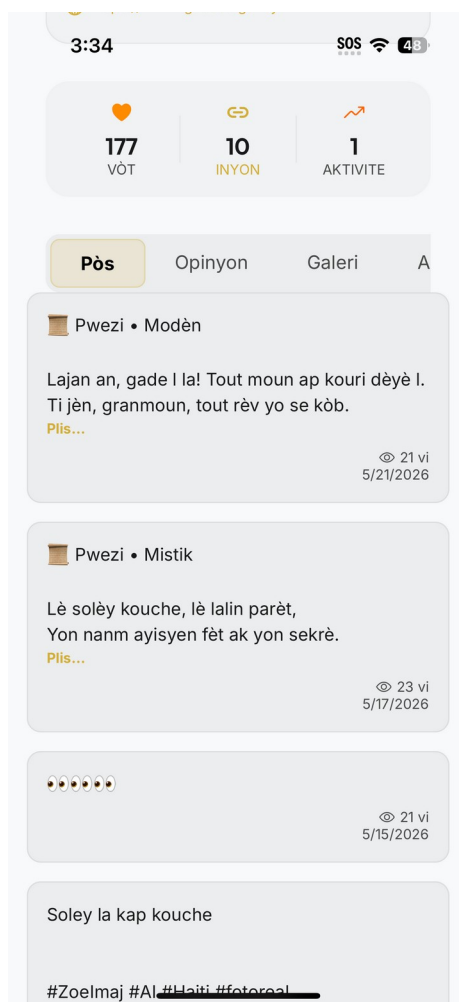 3:34
SOS
48
177
VÒT
10
INYON
1
AKTIVITE
Pòs
Opinyon
Galeri
A
Pwezi • Modèn
Lajan an, gade l la! Tout moun ap kouri dèyè l.
Ti jèn, granmoun, tout rèv yo se kòb.
Plis...
21 vi
5/21/2026
Pwezi • Mistik
Lè solèy kouche, lè lalin parèt,
Yon nanm ayisyen fèt ak yon sekrè.
Plis...
23 vi
5/17/2026
21 vi
5/15/2026
Soley la kap kouche
#ZoeImaj #AI #Haiti #fotoreal